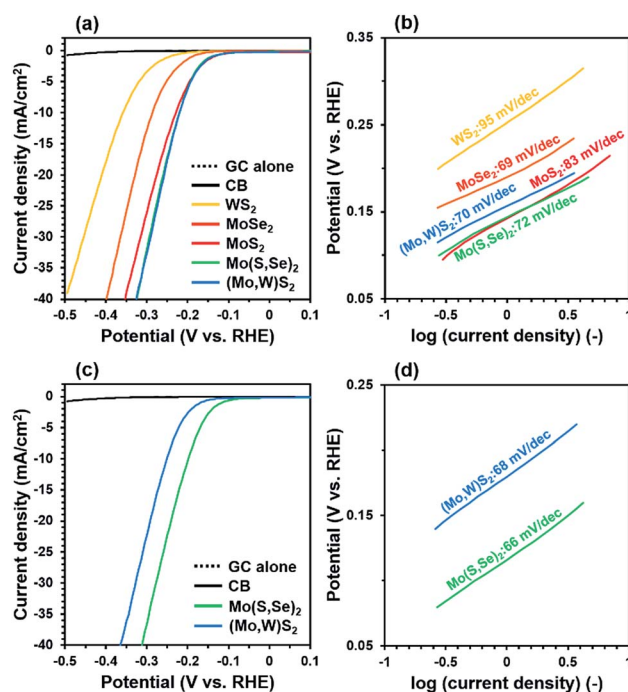 (a)
Current density (mA/cm²)
0
-5
-10
-15
-20
-25
-30
-35
-40
GC alone
CB
WS₂
MoSe₂
MoS₂
Mo(S,Se)₂
(Mo,W)S₂
-0.5 -0.4 -0.3 -0.2 -0.1 0 0.1
Potential (V vs. RHE)
(b)
Potential (V vs. RHE)
0.35
0.25
0.15
0.05
WS₂:95 mV/dec
MoSe₂:69 mV/dec
MoS₂:83 mV/dec
(Mo,W)S₂:70 mV/dec
Mo(S,Se)₂:72 mV/dec
-1 -0.5 0 0.5 1
log (current density) (-)
(c)
Current density (mA/cm²)
0
-5
-10
-15
-20
-25
-30
-35
-40
GC alone
CB
Mo(S,Se)₂
(Mo,W)S₂
-0.5 -0.4 -0.3 -0.2 -0.1 0 0.1
Potential (V vs. RHE)
(d)
Potential (V vs. RHE)
0.25
0.15
0.05
(Mo,W)S₂:68 mV/dec
Mo(S,Se)₂:66 mV/dec
-1 -0.5 0 0.5 1
log (current density) (-)